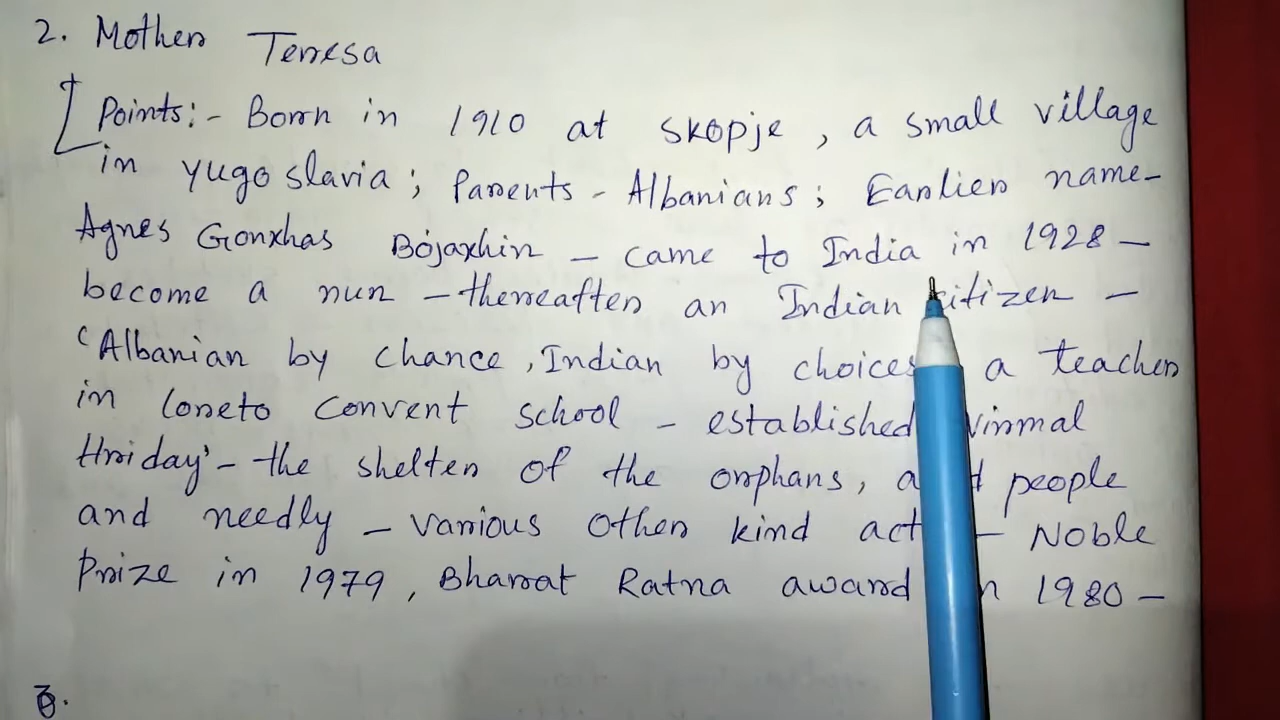 2. Mother Teresa
[Points:- Born in 1910 at Skopje, a small village
in yugoslavia; Parents - Albanians; Earlier name-
Agnes Gonxhas Bojaxhin - came to India in 1928 -
become a nun - thereafter an Indian citizen -
'Albanian by chance, Indian by choices a teacher
in loreto convent school - established
Hriday' - the shelter of the orphans, people
and needly - various other kind act - Noble
Prize in 1979, Bharat Ratna award 1980 -